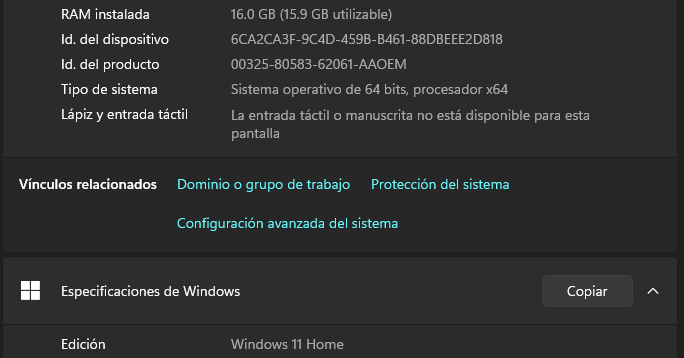 RAM instalada 16.0 GB (15.9 GB utilizable)
Id. del dispositivo 6CA2CA3F-9C4D-459B-B461-88DBEEE2D818
Id. del producto 00325-80583-62061-AAOEM
Tipo de sistema Sistema operativo de 64 bits, procesador x64
Lápiz y entrada táctil La entrada táctil o manuscrita no está disponible para esta
pantalla
Vínculos relacionados Dominio o grupo de trabajo Protección del sistema
Configuración avanzada del sistema
Especificaciones de Windows Copiar
Edición Windows 11 Home